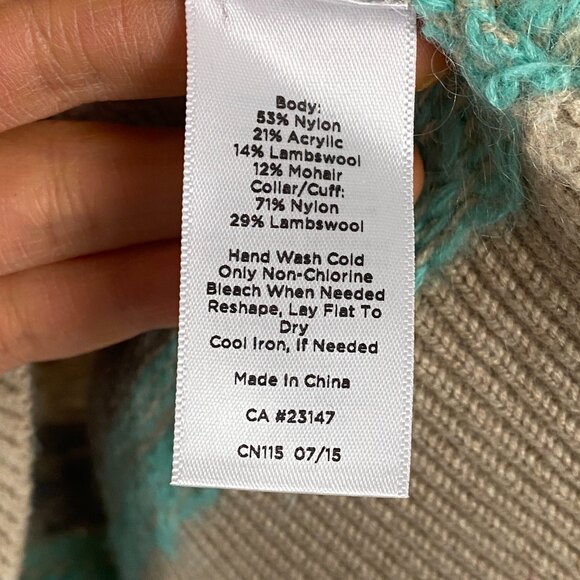 Body:
53% Nylon
21% Acrylic
14% Lambswool
12% Mohair
Collar/Cuff:
71% Nylon
29% Lambswool
Hand Wash Cold
Only Non-Chlorine
Bleach When Needed
Reshape, Lay Flat To
Dry
Cool Iron, If Needed
Made In China
CA #23147
CN115 07/15